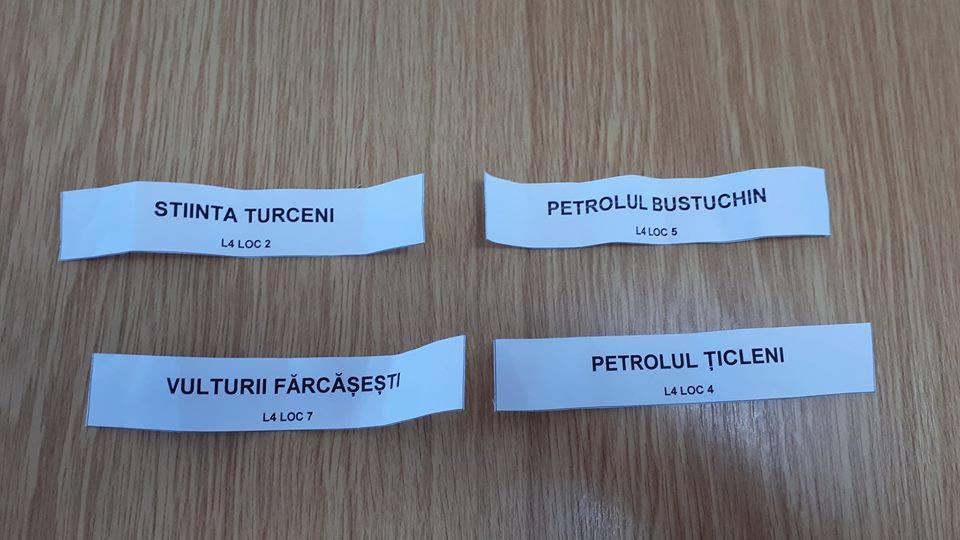 STIINTA TURCENI
L4 LOC 2
PETROLUL BUSTUCHIN
L4 LOC 5
VULTURII FĂRCĂȘEȘTI
L4 LOC 7
PETROLUL ȚICLENI
L4 LOC 4